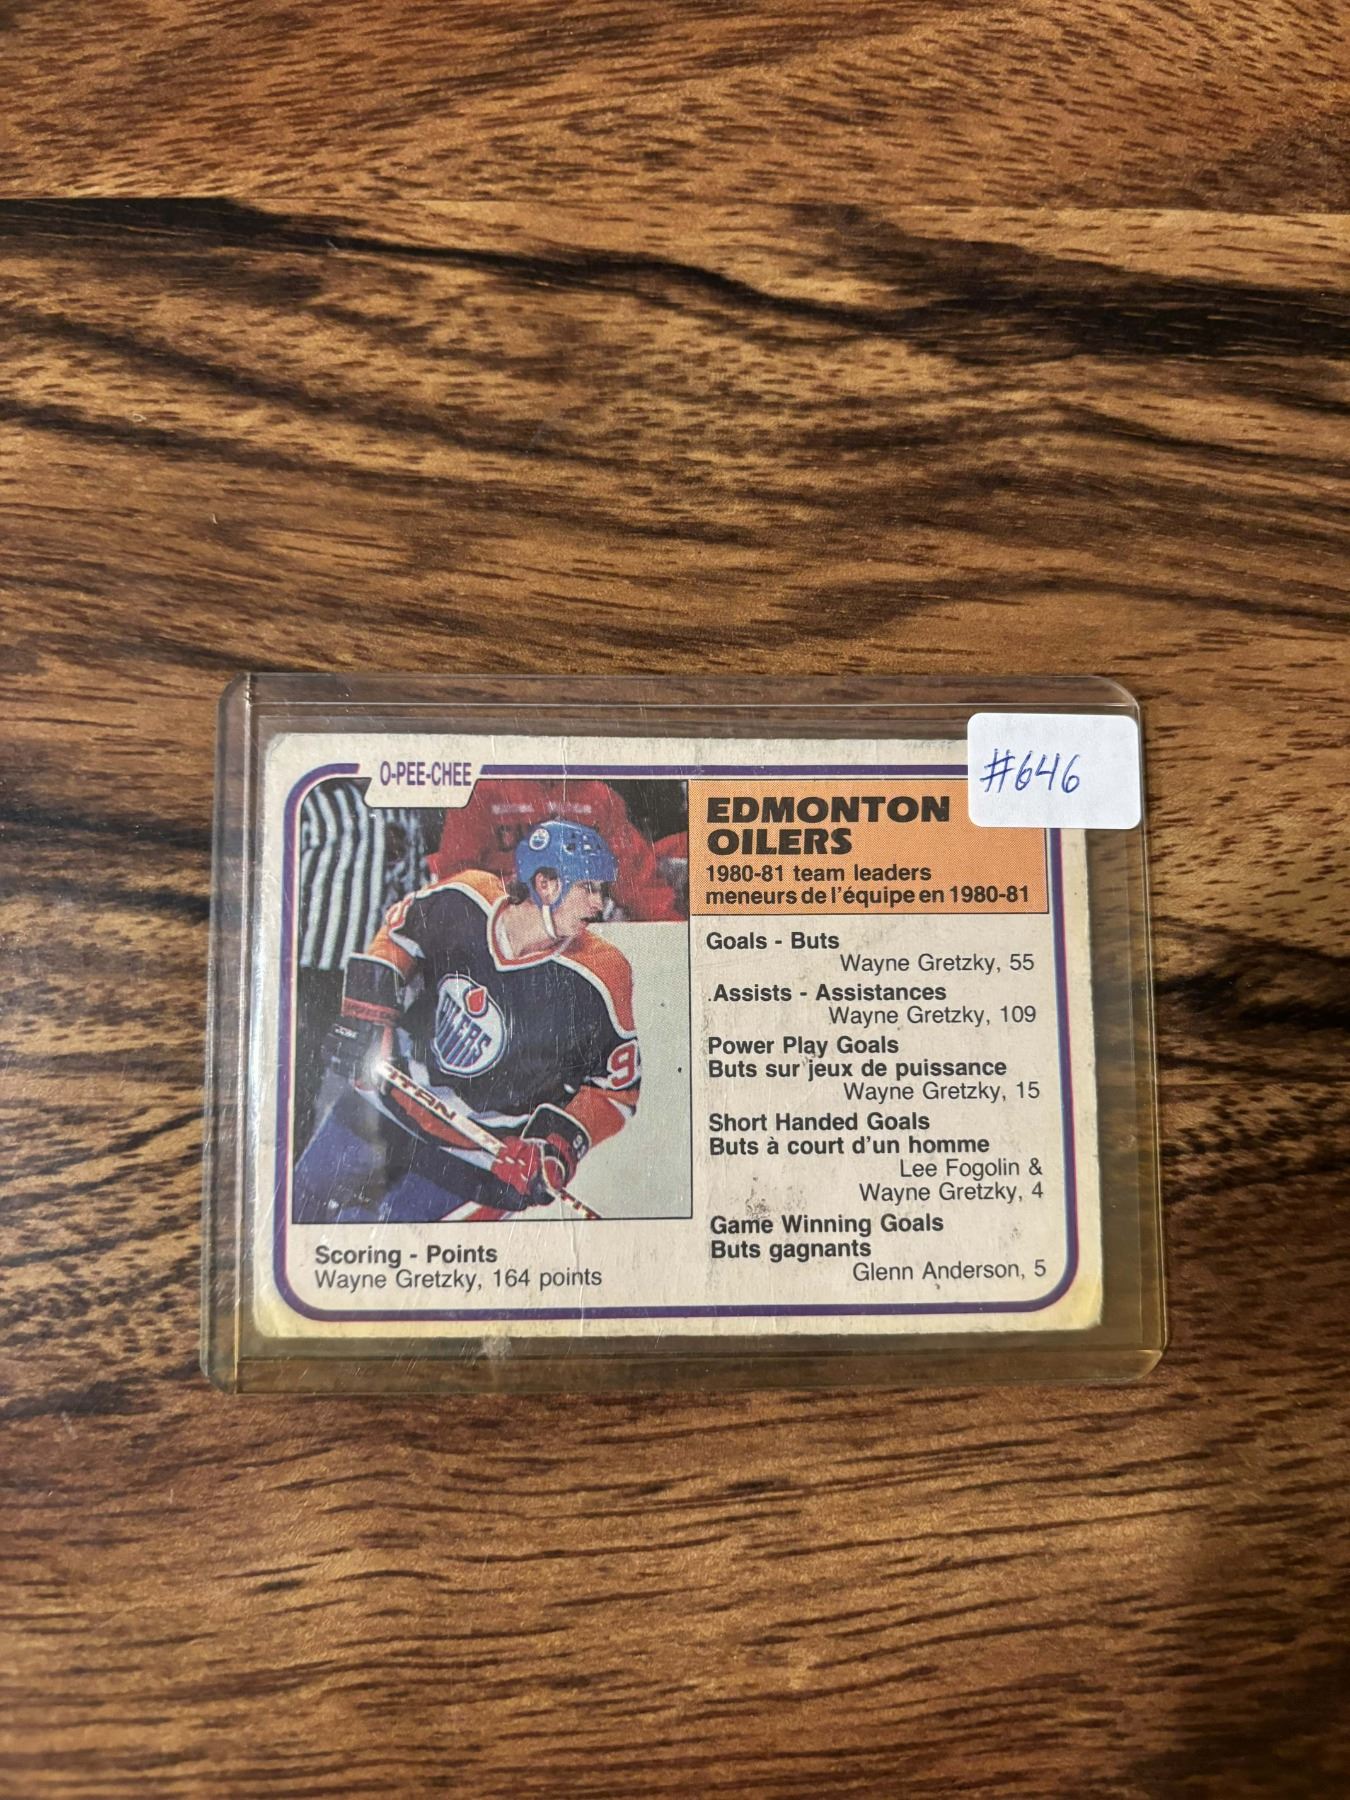 #646
O-PEE-CHEE
EDMONTON
OILERS
1980-81 team leaders
meneurs de l'équipe en 1980-81
Goals - Buts
Wayne Gretzky, 55
Assists - Assistances
Wayne Gretzky, 109
Power Play Goals
Buts sur jeux de puissance
Wayne Gretzky, 15
Short Handed Goals
Buts à court d'un homme
Lee Fogolin &
Wayne Gretzky, 4
Game Winning Goals
Buts gagnants
Glenn Anderson, 5
OILERS
9
TITAN
Scoring - Points
Wayne Gretzky, 164 points